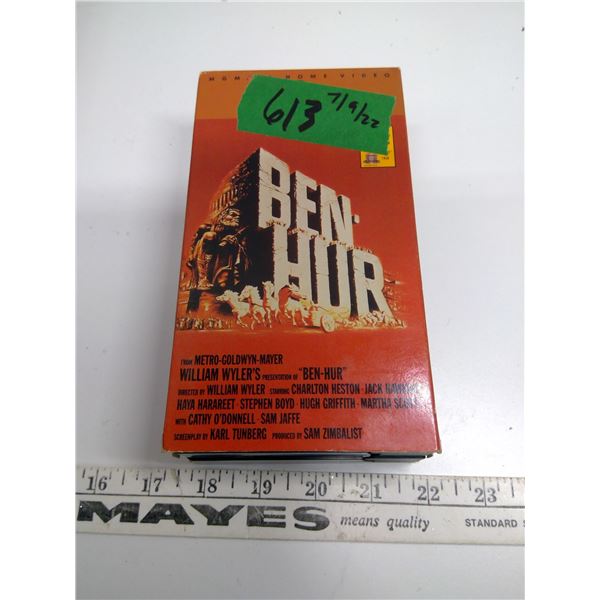 MGM HOME VIDEO
613 7/9/22
BEN-
HUR
FROM METRO-GOLDWYN-MAYER
WILLIAM WYLER'S PRESENTATION OF "BEN-HUR"
DIRECTED BY WILLIAM WYLER STARRING CHARLTON HESTON · JACK
HAYA HARAREET · STEPHEN BOYD · HUGH GRIFFITH · MARTHA SCOTT
WITH CATHY O'DONNELL · SAM JAFFE
SCREENPLAY BY KARL TUNBERG PRODUCED BY SAM ZIMBALIST
16 17 18 19 20 21 22 23
MAYES means quality STANDARD